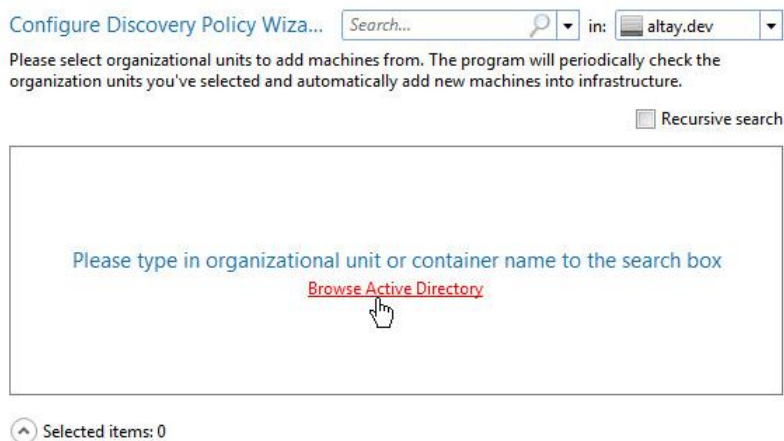 Configure Discovery Policy Wiza... Search... in: altay.dev
Please select organizational units to add machines from. The program will periodically check the
organization units you've selected and automatically add new machines into infrastructure.
Recursive search
Please type in organizational unit or container name to the search box
Browse Active Directory
Selected items: 0